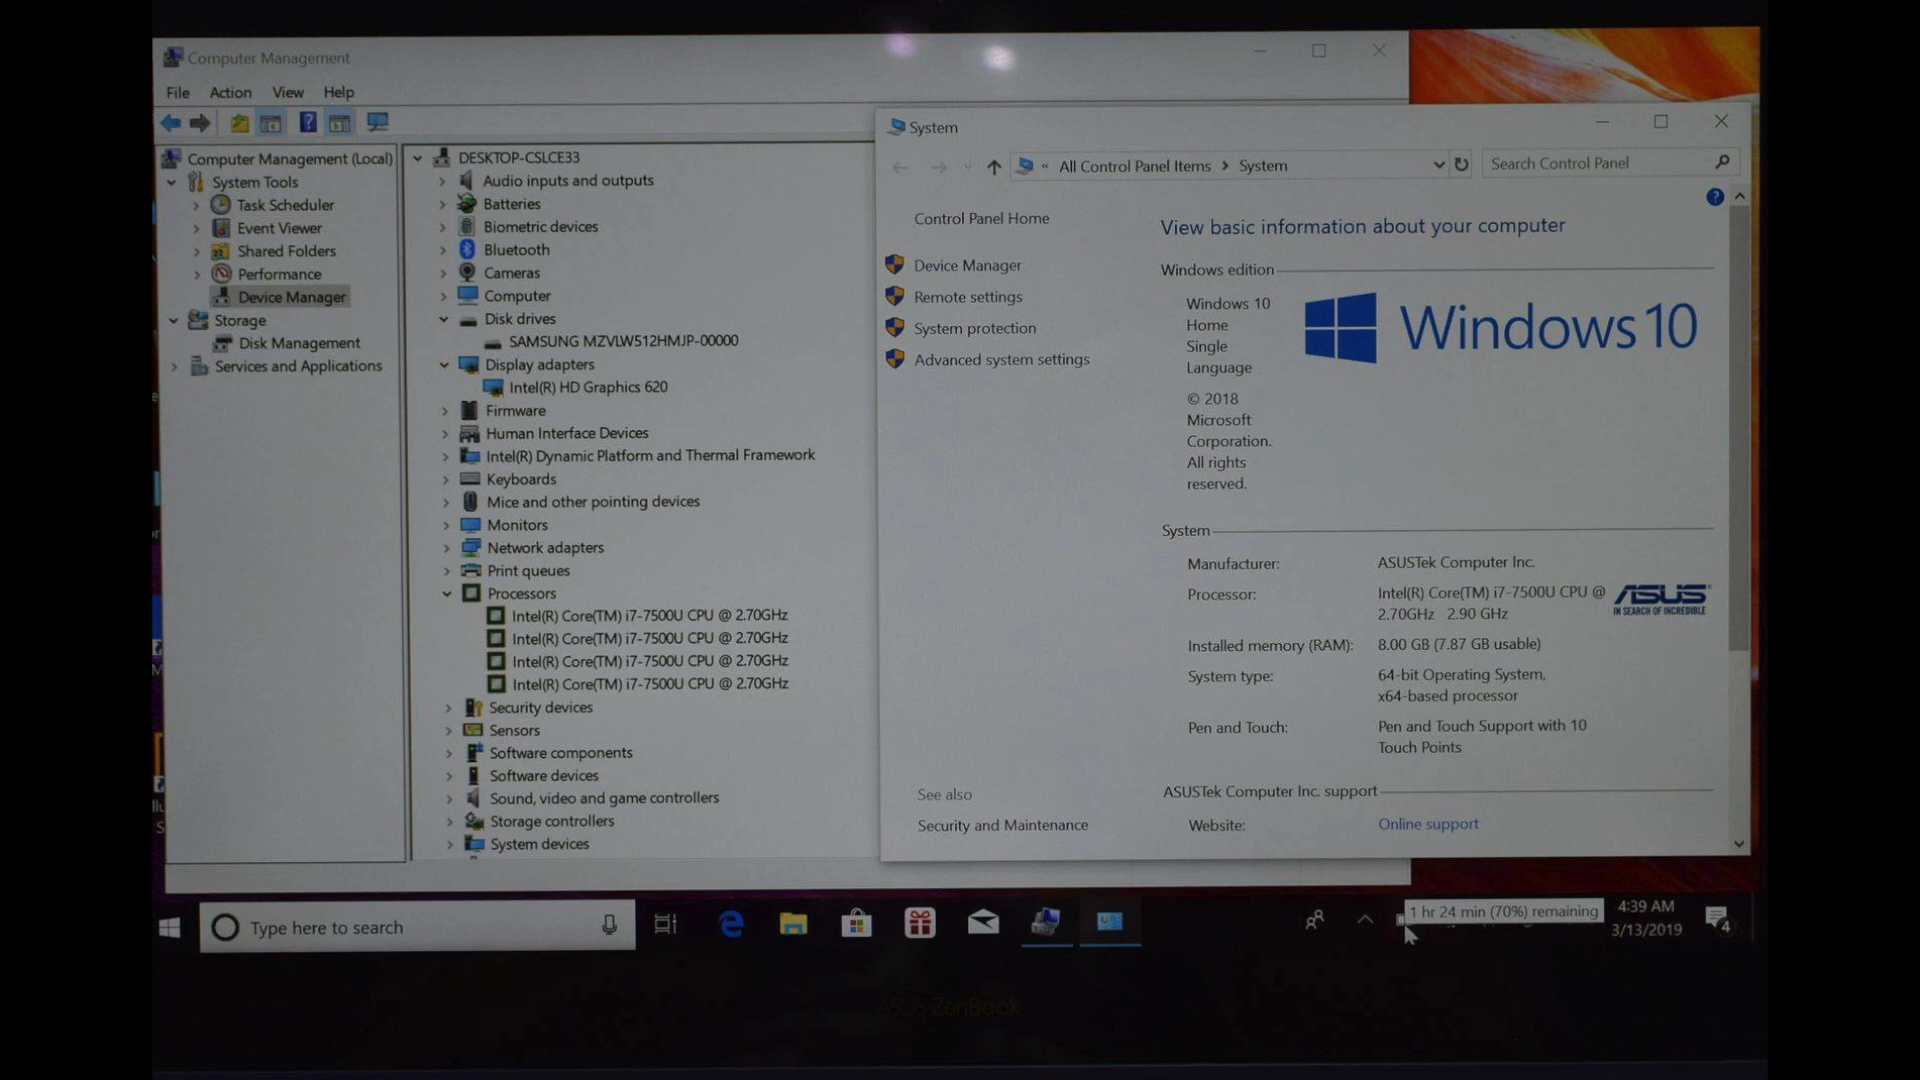 Computer Management
File Action View Help
Computer Management (Local)
System Tools
Task Scheduler
Event Viewer
Shared Folders
Performance
Device Manager
Storage
Disk Management
Services and Applications
DESKTOP-CSLCE33
Audio inputs and outputs
Batteries
Biometric devices
Bluetooth
Cameras
Computer
Disk drives
SAMSUNG MZVLW512HMJP-00000
Display adapters
Intel(R) HD Graphics 620
Firmware
Human Interface Devices
Intel(R) Dynamic Platform and Thermal Framework
Keyboards
Mice and other pointing devices
Monitors
Network adapters
Print queues
Processors
Intel(R) Core(TM) i7-7500U CPU @ 2.70GHz
Intel(R) Core(TM) i7-7500U CPU @ 2.70GHz
Intel(R) Core(TM) i7-7500U CPU @ 2.70GHz
Intel(R) Core(TM) i7-7500U CPU @ 2.70GHz
Security devices
Sensors
Software components
Software devices
Sound, video and game controllers
Storage controllers
System devices
System
« All Control Panel Items > System
Search Control Panel
Control Panel Home
Device Manager
Remote settings
System protection
Advanced system settings
See also
Security and Maintenance
View basic information about your computer
Windows edition
Windows 10
Home
Single
Language
© 2018
Microsoft
Corporation.
All rights
reserved.
Windows 10
System
Manufacturer: ASUSTek Computer Inc.
Processor: Intel(R) Core(TM) i7-7500U CPU @
2.70GHz 2.90 GHz
ASUS
IN SEARCH OF INCREDIBLE
Installed memory (RAM): 8.00 GB (7.87 GB usable)
System type: 64-bit Operating System,
x64-based processor
Pen and Touch: Pen and Touch Support with 10
Touch Points
ASUSTek Computer Inc. support
Website: Online support
Type here to search
1 hr 24 min (70%) remaining
4:39 AM
3/13/2019
4
ASUS ZenBook